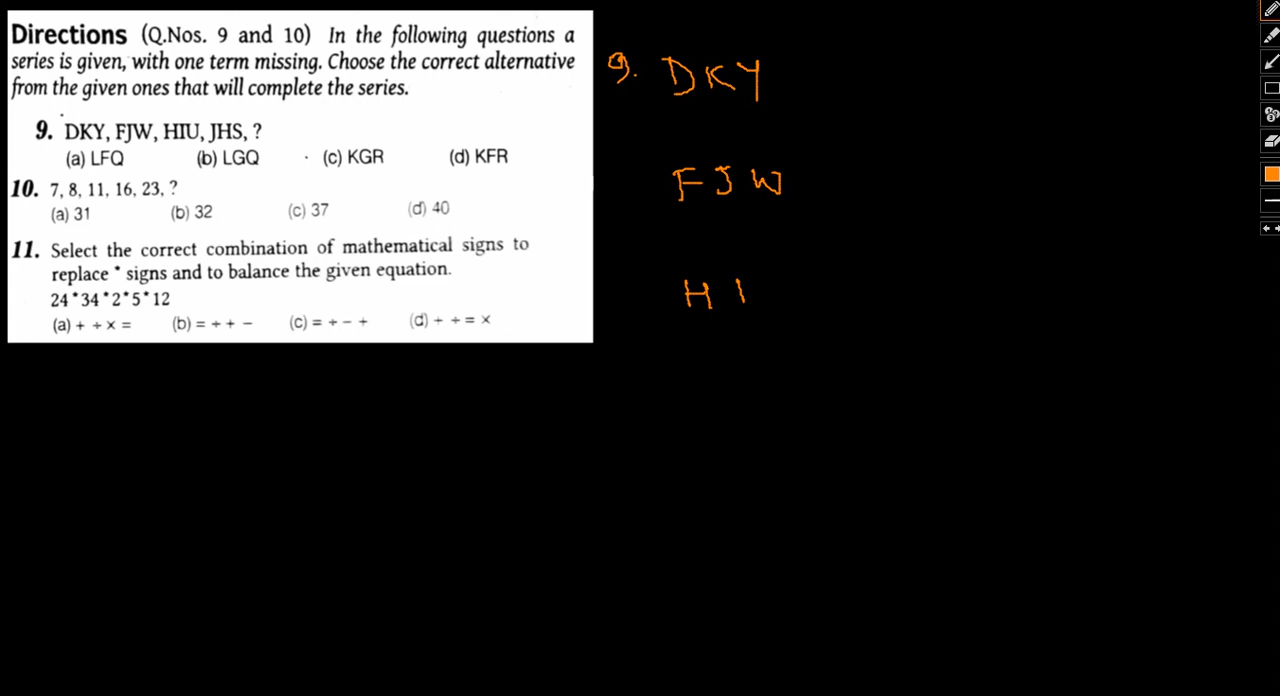 Directions (Q.Nos. 9 and 10) In the following questions a
series is given, with one term missing. Choose the correct alternative
from the given ones that will complete the series.
9. DKY, FJW, HIU, JHS, ?
(a) LFQ (b) LGQ (c) KGR (d) KFR
10. 7, 8, 11, 16, 23, ?
(a) 31 (b) 32 (c) 37 (d) 40
11. Select the correct combination of mathematical signs to
replace * signs and to balance the given equation.
24*34*2*5*12
(a) + ÷ × = (b) = ÷ + − (c) = ÷ − + (d) ÷ + = ×
9. DKY
FJW
HI